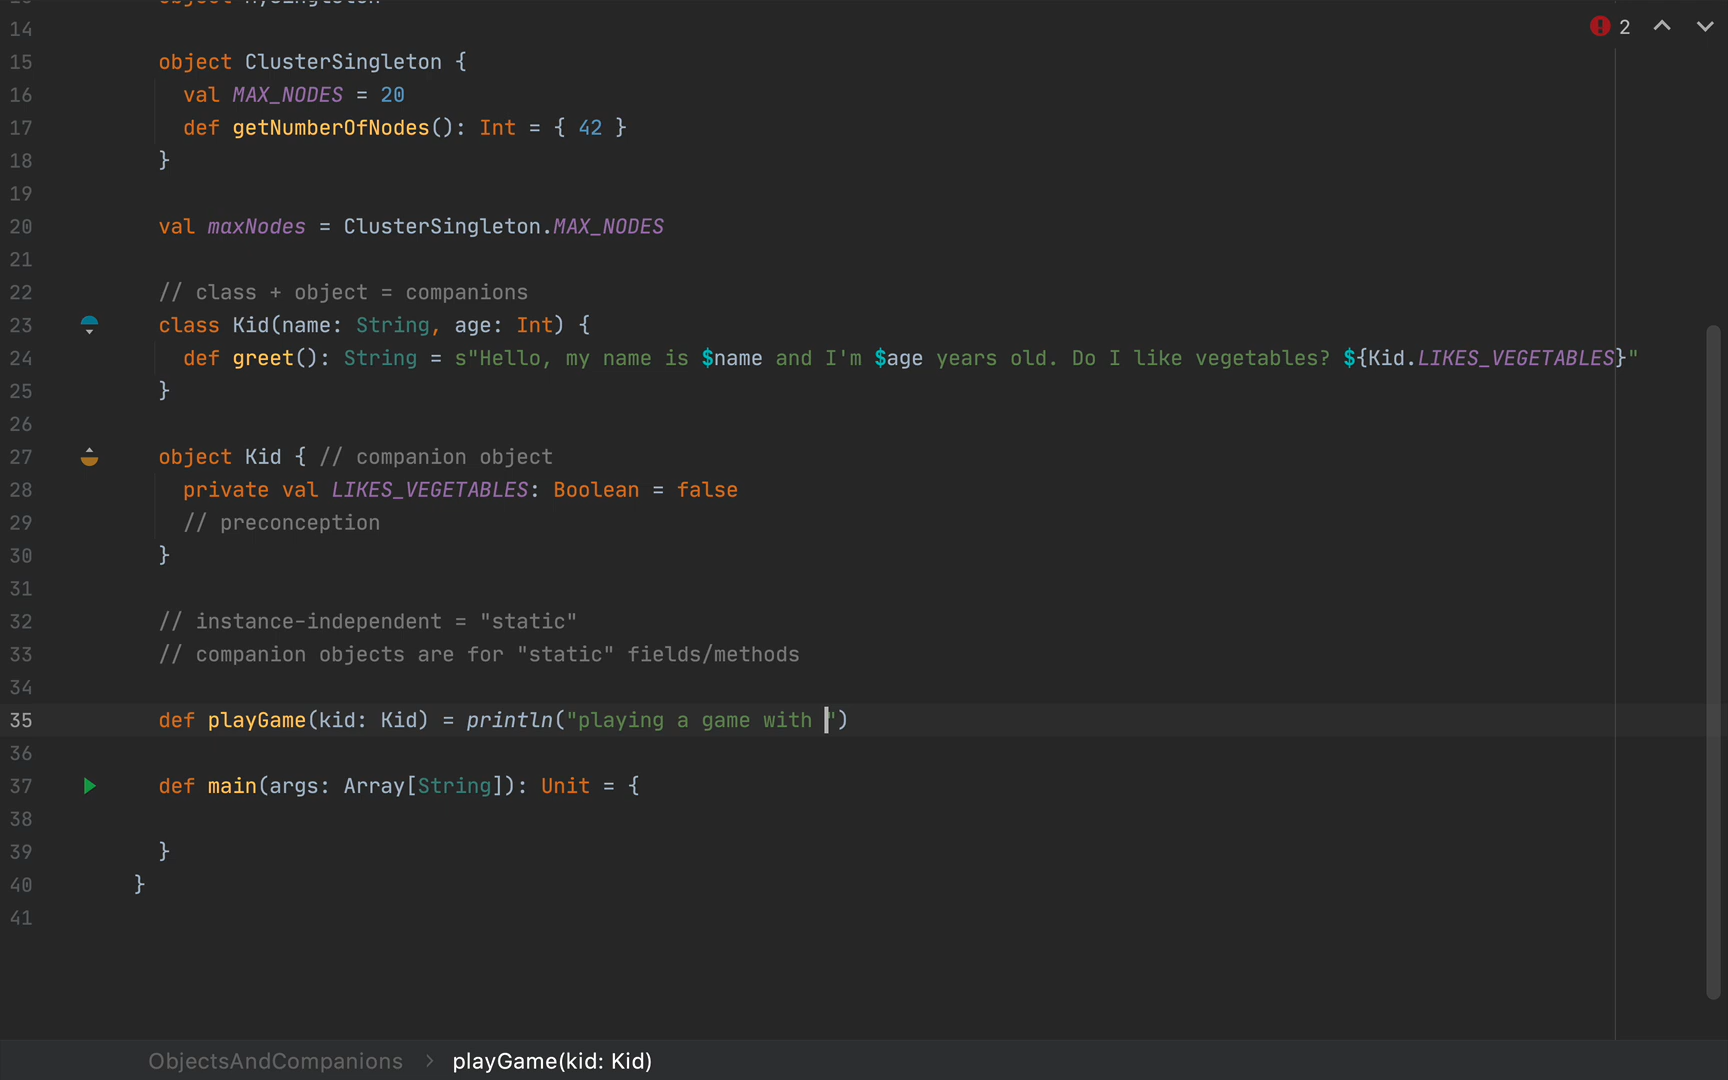 14
15 object ClusterSingleton {
16 val MAX_NODES = 20
17 def getNumberOfNodes(): Int = { 42 }
18 }
19
20 val maxNodes = ClusterSingleton.MAX_NODES
21
22 // class + object = companions
23 class Kid(name: String, age: Int) {
24 def greet(): String = s"Hello, my name is $name and I'm $age years old. Do I like vegetables? ${Kid.LIKES_VEGETABLES}"
25 }
26
27 object Kid { // companion object
28 private val LIKES_VEGETABLES: Boolean = false
29 // preconception
30 }
31
32 // instance-independent = "static"
33 // companion objects are for "static" fields/methods
34
35 def playGame(kid: Kid) = println("playing a game with ")
36
37 def main(args: Array[String]): Unit = {
38
39 }
40 }
41
2
ObjectsAndCompanions > playGame(kid: Kid)